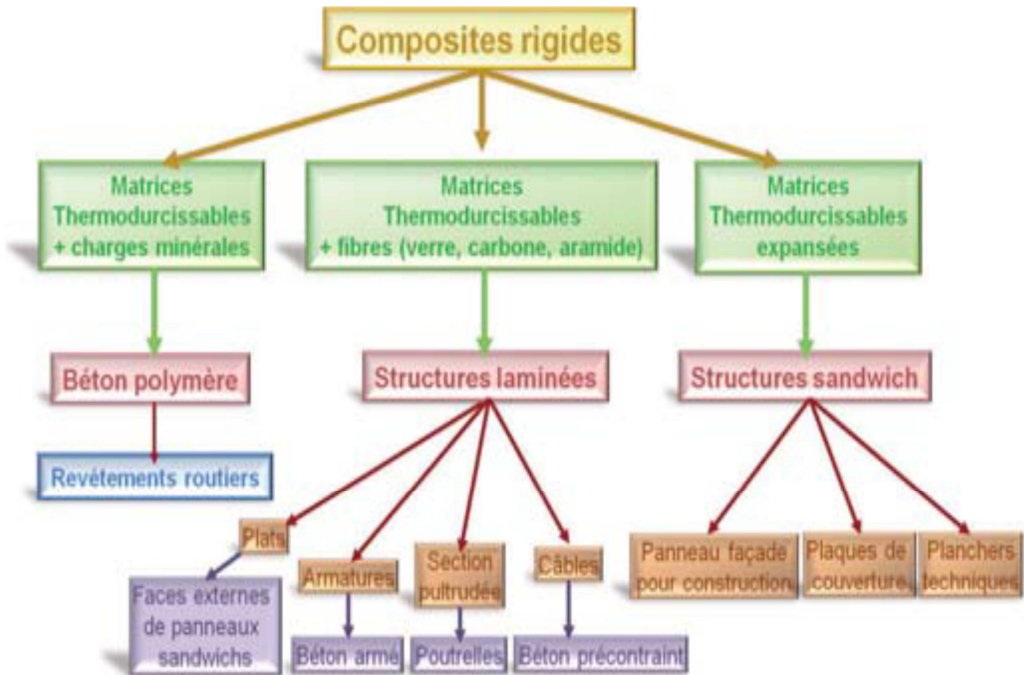 Composites rigides
Matrices
Thermodurcissables
+ charges minérales
Matrices
Thermodurcissables
+ fibres (verre, carbone, aramide)
Matrices
Thermodurcissables
expansées
Béton polymère
Structures laminées
Structures sandwich
Revêtements routiers
Plats
Armatures
Section
pultrudée
Câbles
Panneau façade
pour construction
Plaques de
couverture
Planchers
techniques
Faces externes
de panneaux
sandwichs
Béton armé
Poutrelles
Béton précontraint